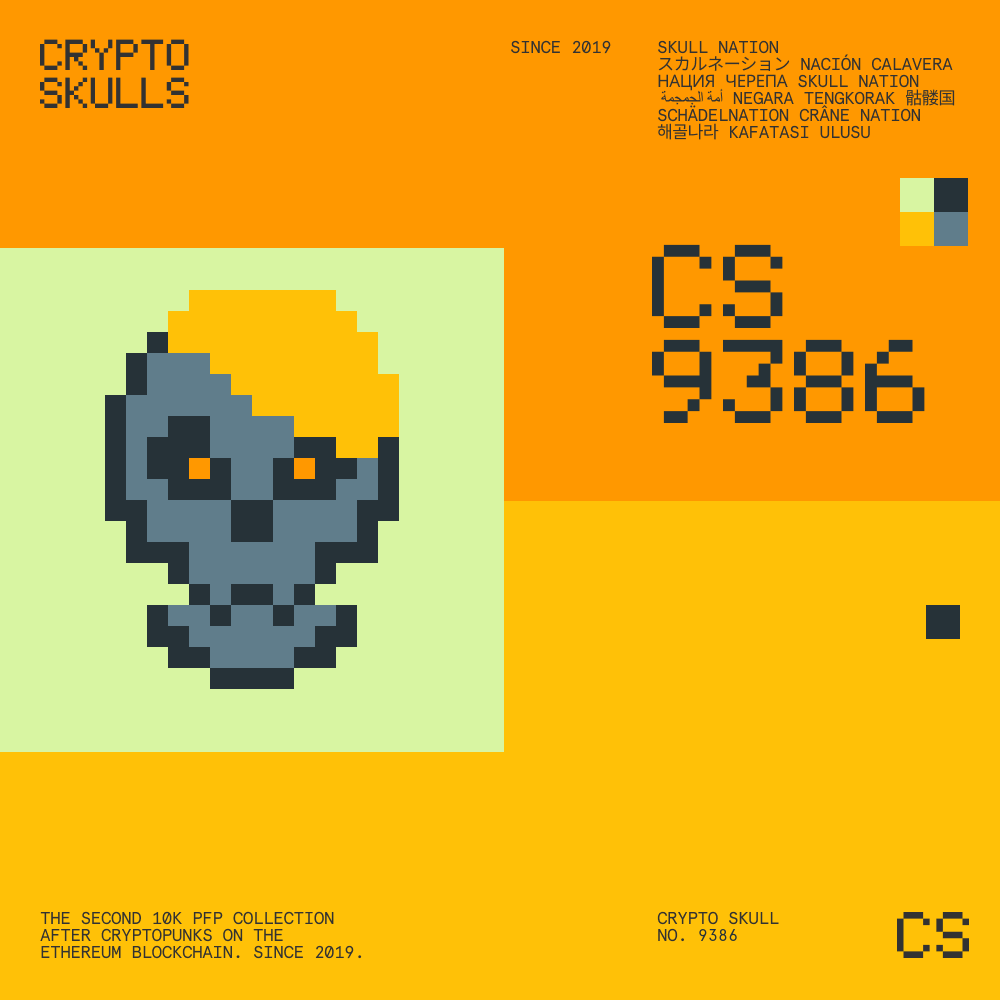 CRYPTO
SKULLS
SINCE 2019
SKULL NATION
スカルネーション NACIÓN CALAVERA
НАЦИЯ ЧЕРЕПА SKULL NATION
أمة الجمجمة NEGARA TENGKORAK 骷髅国
SCHÄDELNATION CRÂNE NATION
해골나라 KAFATASI ULUSU
CS
9386
THE SECOND 10K PFP COLLECTION
AFTER CRYPTOPUNKS ON THE
ETHEREUM BLOCKCHAIN. SINCE 2019.
CRYPTO SKULL
NO. 9386
CS